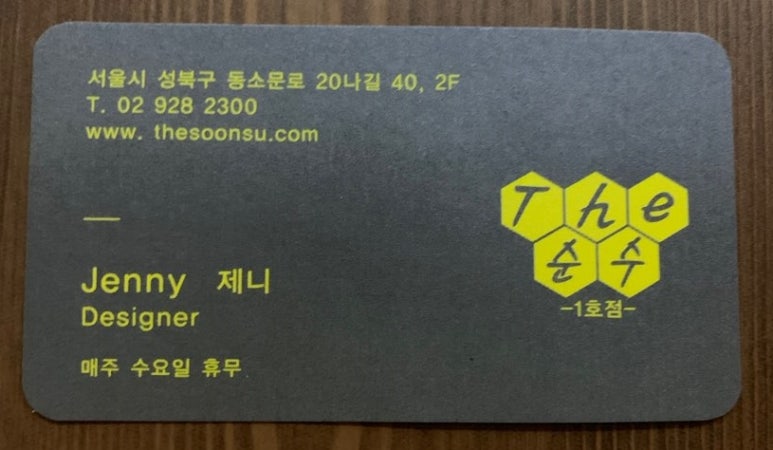 서울시 성북구 동소문로 20나길 40, 2F
T. 02 928 2300
www. thesoonsu.com
The
순수
-1호점-
Jenny 제니
Designer
매주 수요일 휴무